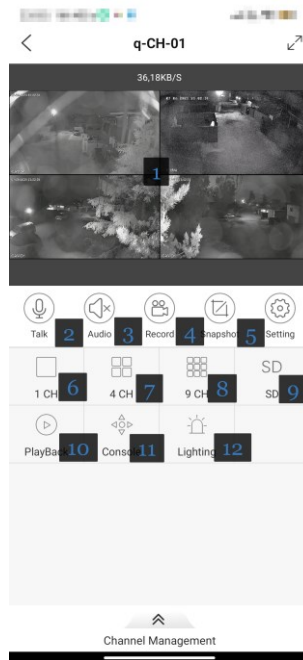 q-CH-01
36,18KB/S
1
Talk 2 Audio 3 Record 4 Snapshot 5 Setting
SD
1 CH 6 4 CH 7 9 CH 8 SD 9
PlayBack 10 Console 11 Lighting 12
Channel Management